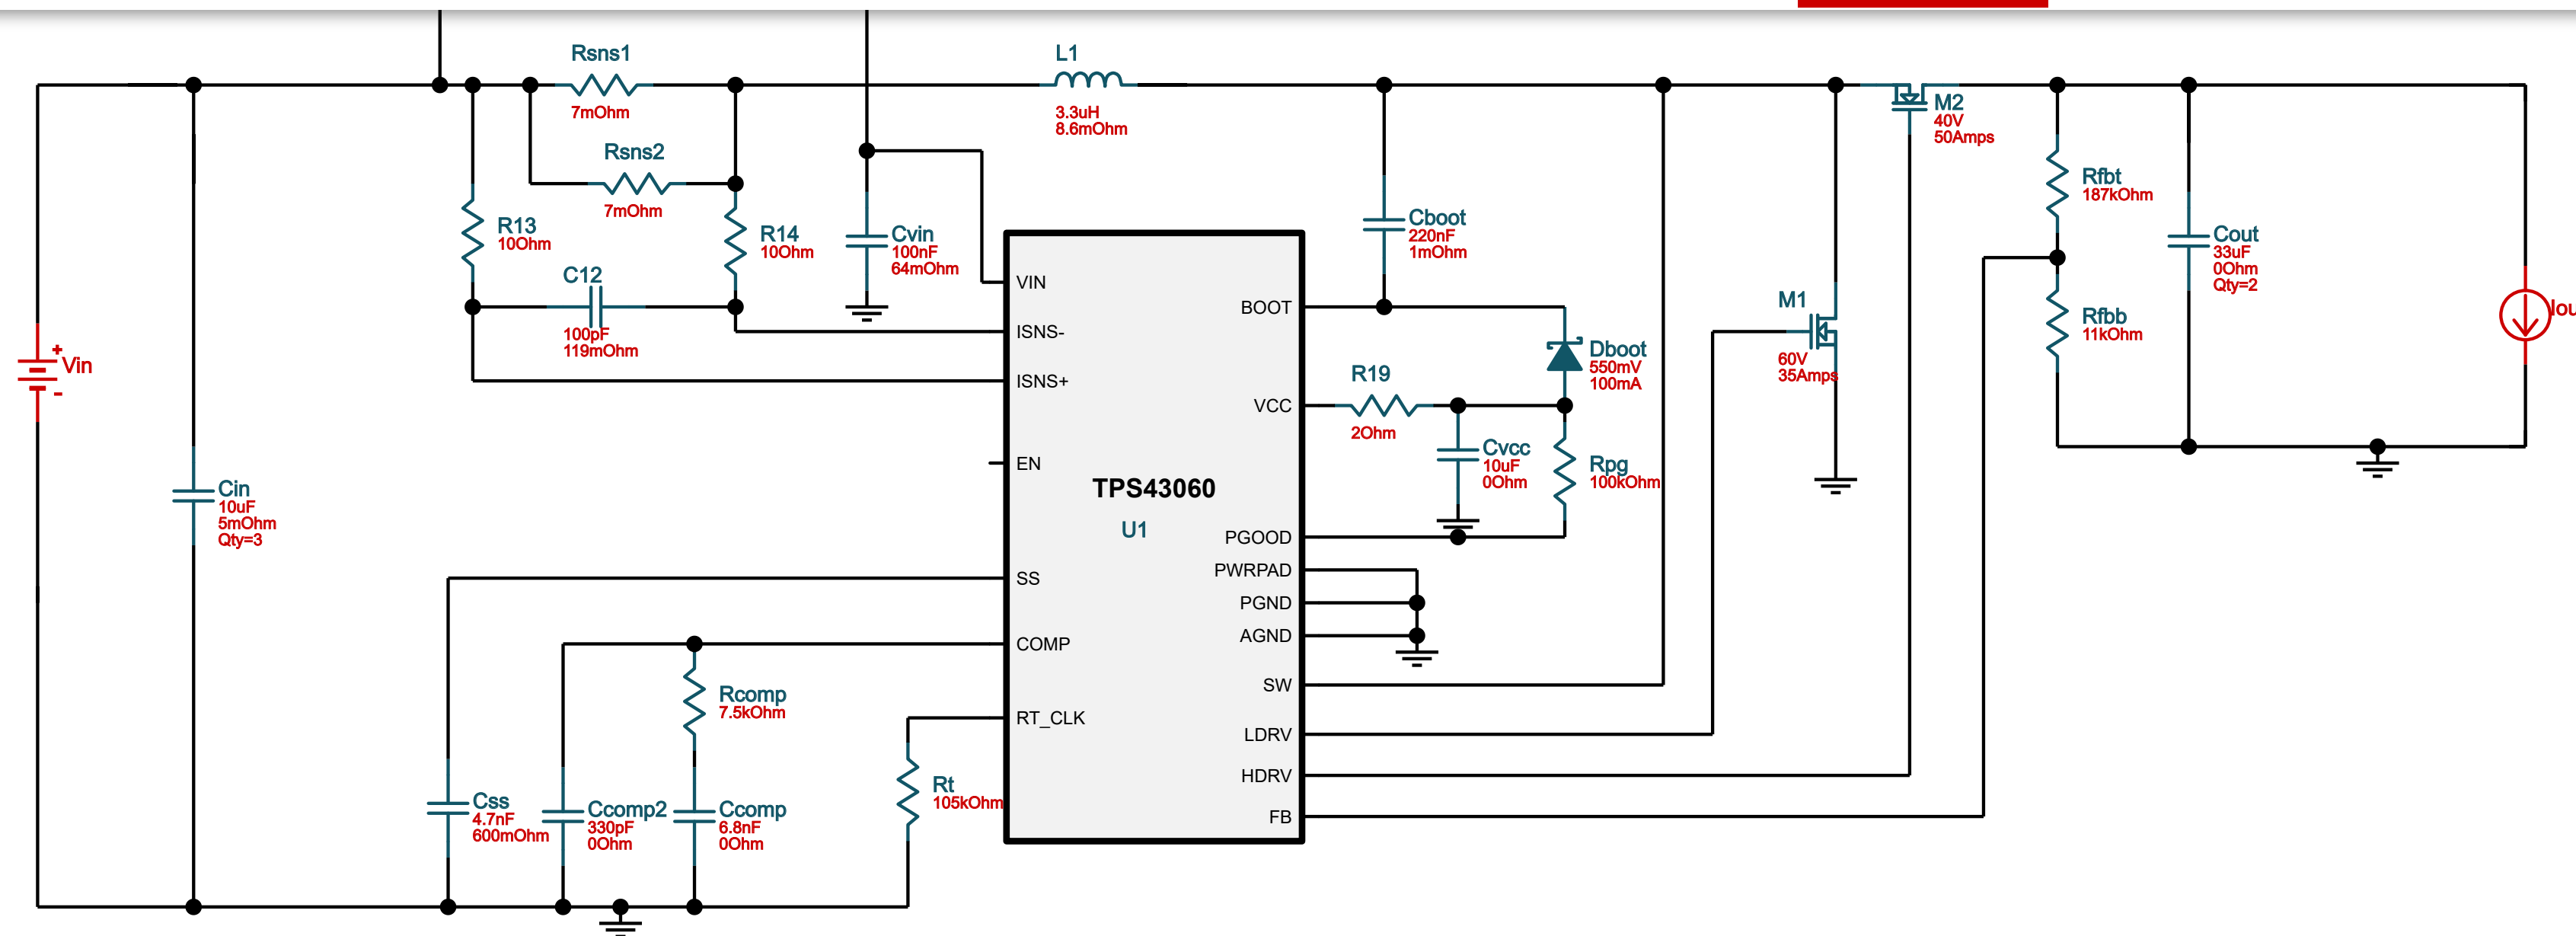 Rsns1
7mOhm
Rsns2
7mOhm
L1
3.3uH
8.6mOhm
M2
40V
50Amps
R13
10Ohm
R14
10Ohm
C12
100pF
119mOhm
Cvin
100nF
64mOhm
Cboot
220nF
1mOhm
Rfbt
187kOhm
Cout
33uF
0Ohm
Qty=2
Rfbb
11kOhm
M1
60V
35Amps
+
Vin
-
Cin
10uF
5mOhm
Qty=3
Dboot
550mV
100mA
R19
2Ohm
Cvcc
10uF
0Ohm
Rpg
100kOhm
VIN
ISNS-
ISNS+
EN
SS
COMP
RT_CLK
TPS43060
U1
BOOT
VCC
PGOOD
PWRPAD
PGND
AGND
SW
LDRV
HDRV
FB
Rcomp
7.5kOhm
Css
4.7nF
600mOhm
Ccomp2
330pF
0Ohm
Ccomp
6.8nF
0Ohm
Rt
105kOhm